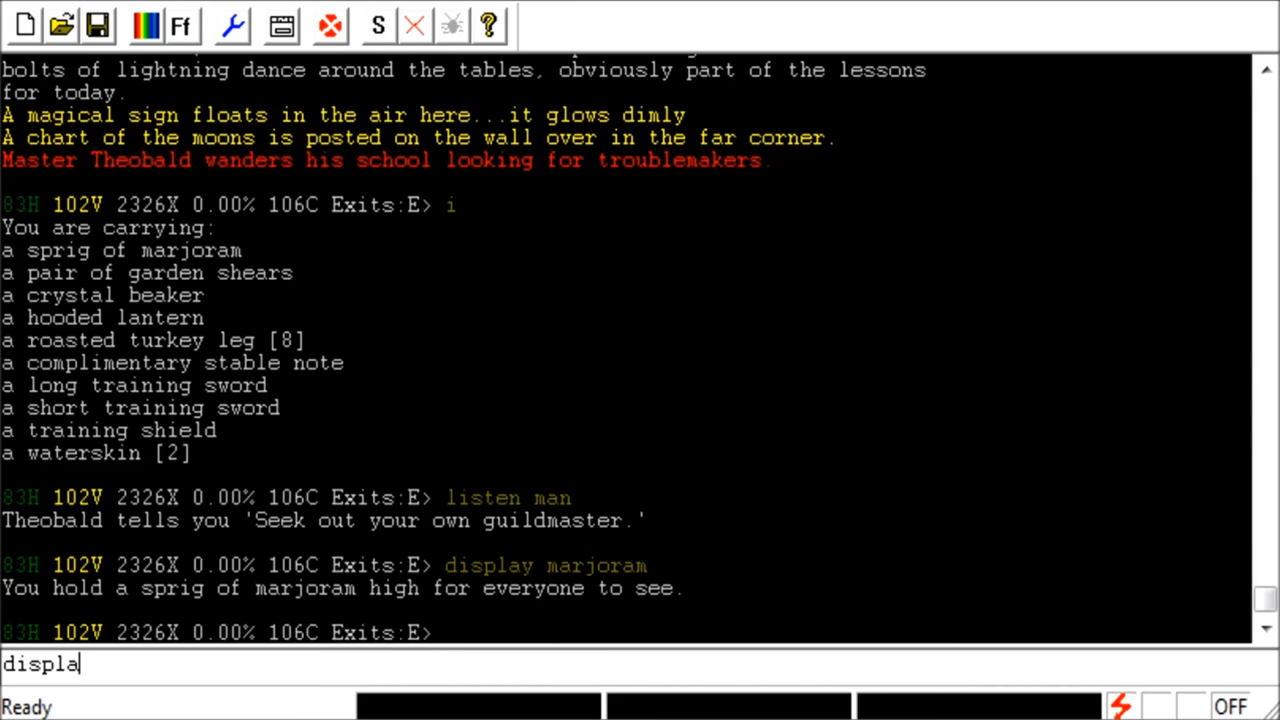 Ff S ?
bolts of lightning dance around the tables, obviously part of the lessons
for today.
A magical sign floats in the air here...it glows dimly
A chart of the moons is posted on the wall over in the far corner.
Master Theobald wanders his school looking for troublemakers.
83H 102V 2326X 0.00% 106C Exits:E> i
You are carrying:
a sprig of marjoram
a pair of garden shears
a crystal beaker
a hooded lantern
a roasted turkey leg [8]
a complimentary stable note
a long training sword
a short training sword
a training shield
a waterskin [2]
83H 102V 2326X 0.00% 106C Exits:E> listen man
Theobald tells you 'Seek out your own guildmaster.'
83H 102V 2326X 0.00% 106C Exits:E> display marjoram
You hold a sprig of marjoram high for everyone to see.
83H 102V 2326X 0.00% 106C Exits:E>
displa
Ready OFF